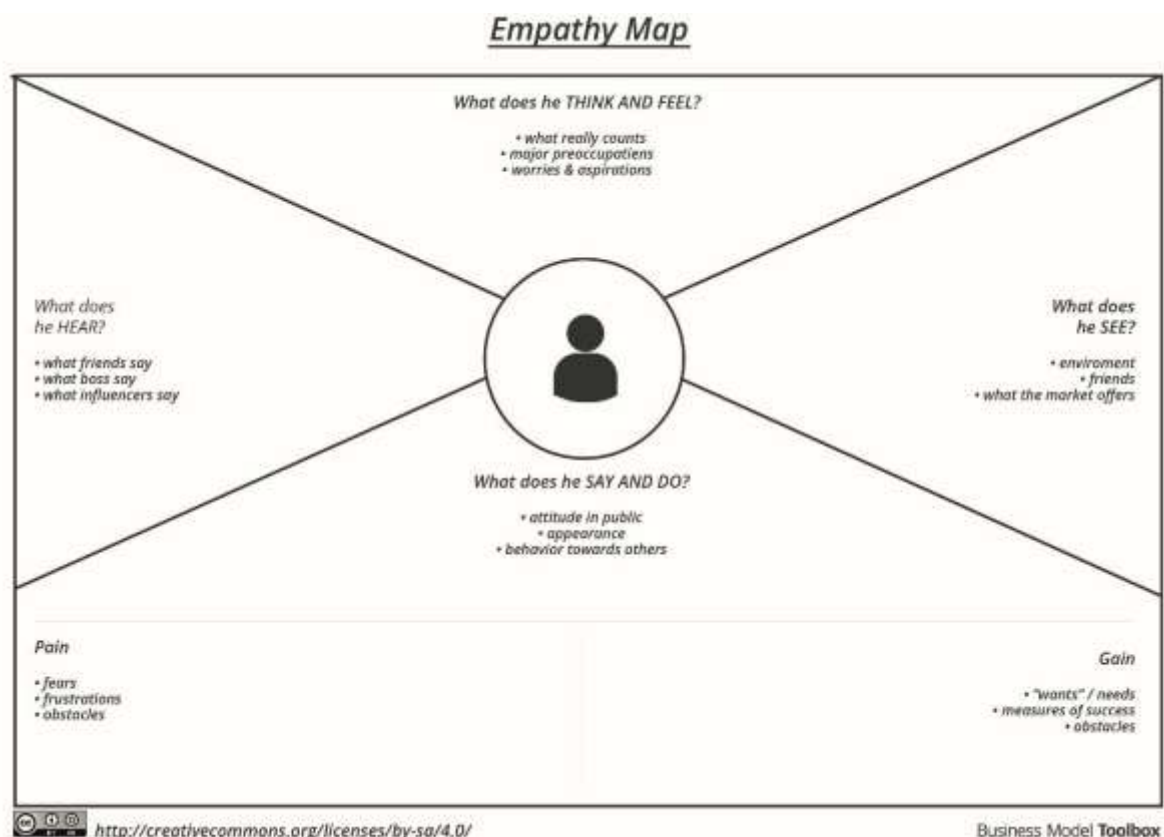 Empathy Map
What does he THINK AND FEEL?
• what really counts
• major preoccupatiens
• worries & aspirations
What does
he HEAR?
• what friends say
• what boss say
• what influencers say
What does
he SEE?
• enviroment
• friends
• what the market offers
What does he SAY AND DO?
• attitude in public
• appearance
• behavior towards others
Pain
• fears
• frustrations
• obstacles
Gain
• "wants" / needs
• measures of success
• obstacles
cc
BY SA
http://creativecommons.org/licenses/by-sa/4.0/
Business Model Toolbox